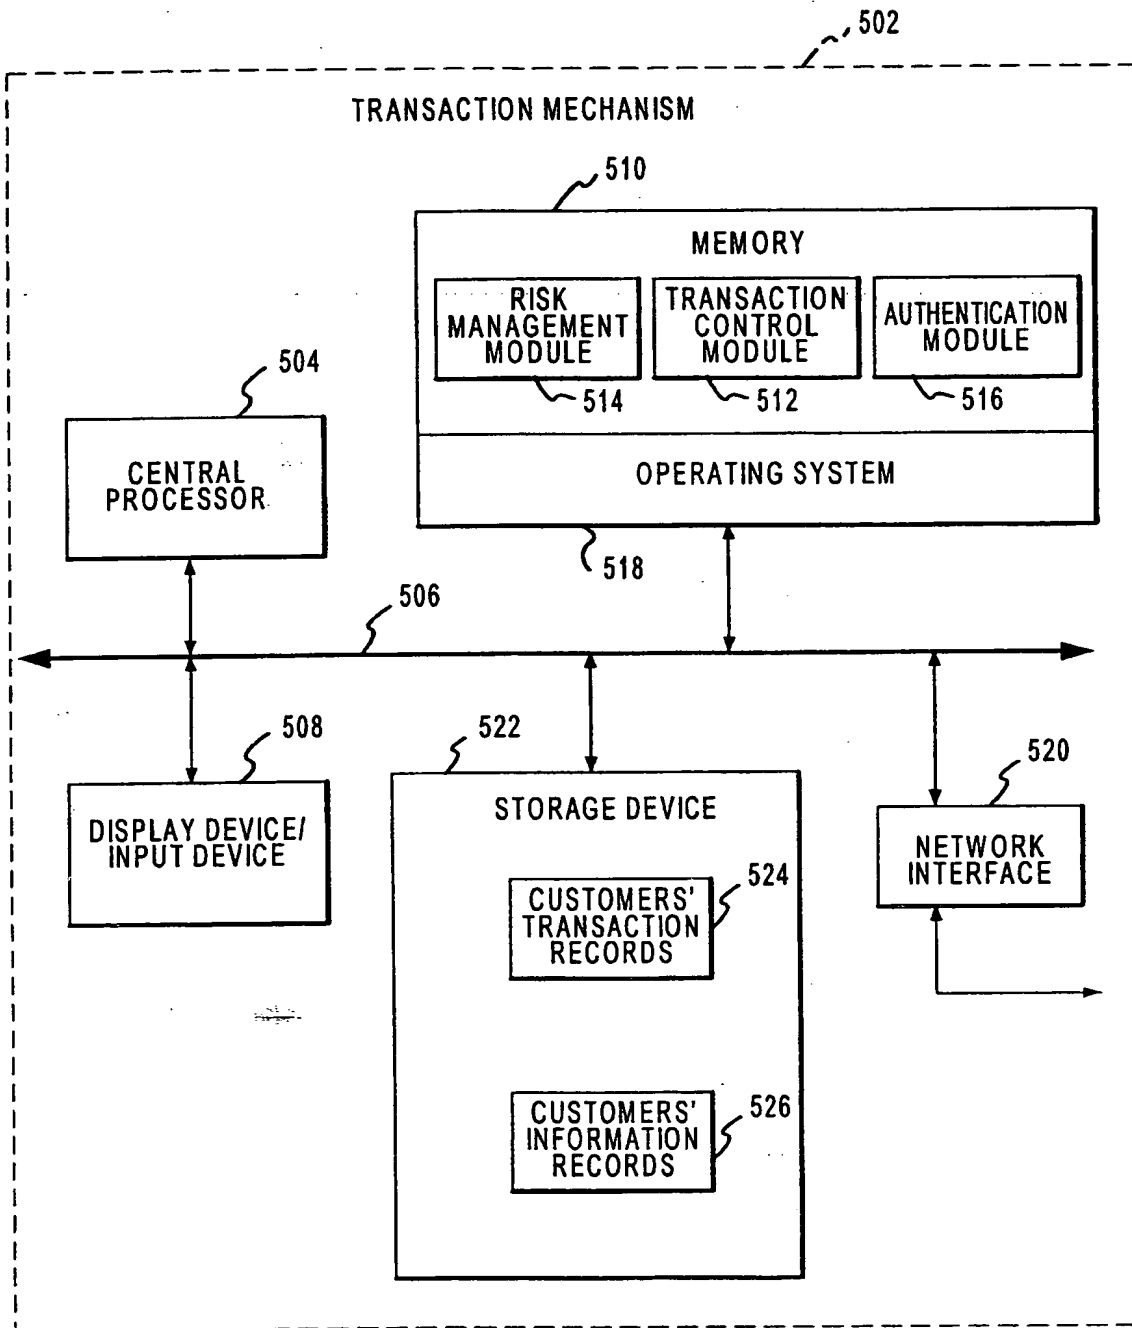 502
TRANSACTION MECHANISM
510
MEMORY
RISK
MANAGEMENT
MODULE
514
TRANSACTION
CONTROL
MODULE
512
AUTHENTICATION
MODULE
516
504
CENTRAL
PROCESSOR
OPERATING SYSTEM
518
506
508
DISPLAY DEVICE/
INPUT DEVICE
522
STORAGE DEVICE
520
NETWORK
INTERFACE
CUSTOMERS'
TRANSACTION
RECORDS
524
CUSTOMERS'
INFORMATION
RECORDS
526